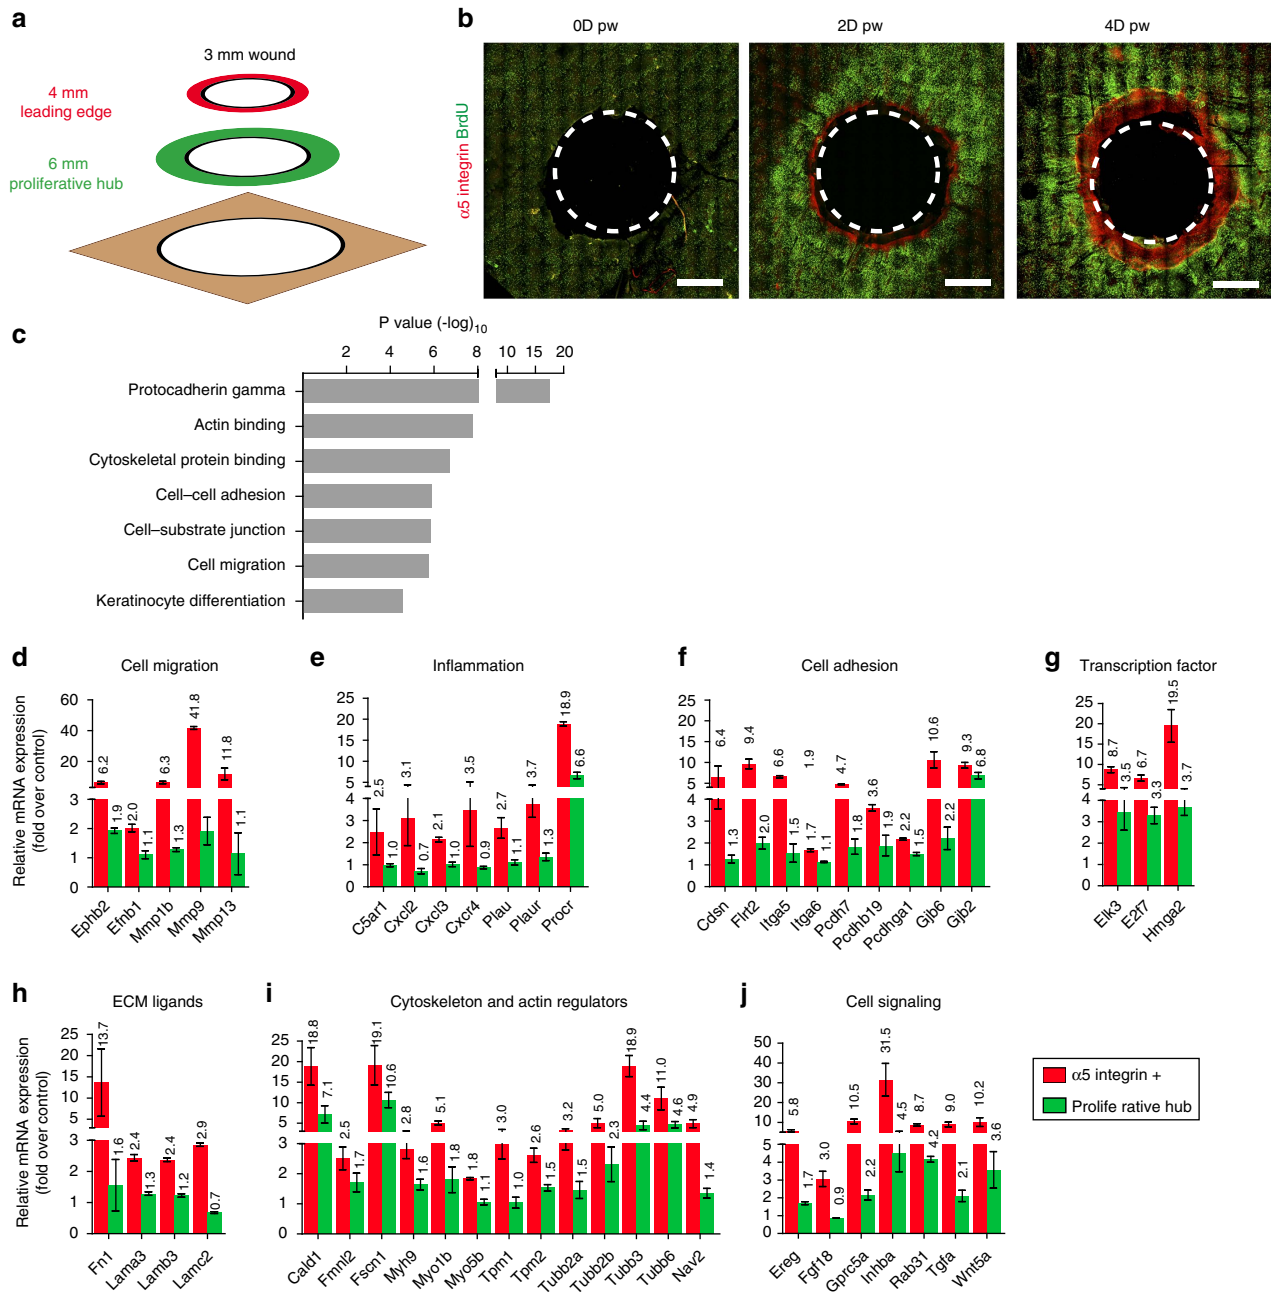 a
3 mm wound
4 mm
leading edge
6 mm
proliferative hub
b
0D pw
2D pw
4D pw
α5 integrin BrdU
c
P value (-log)10
2 4 6 8 10 15 20
Protocadherin gamma
Actin binding
Cytoskeletal protein binding
Cell–cell adhesion
Cell–substrate junction
Cell migration
Keratinocyte differentiation
d
Cell migration
Relative mRNA expression
(fold over control)
60
40
20
3
2
1
0
6.2 1.9 2.0 1.1 6.3 1.3 41.8 11.8 1.1
Ephb2 Efnb1 Mmp1b Mmp9 Mmp13
e
Inflammation
25
20
15
10
5
4
3
2
1
0
2.5 1.0 3.1 0.7 2.1 1.0 3.5 0.9 2.7 1.1 3.7 1.3 18.9 6.6
C5ar1 Cxcl2 Cxcl3 Cxcr4 Plau Plaur Procr
f
Cell adhesion
25
20
15
10
5
4
3
2
1
0
6.4 1.3 9.4 2.0 6.6 1.5 1.9 1.7 1.1 4.7 1.8 3.6 1.9 2.2 1.5 10.6 2.2 9.3 6.8
Cdsn Flrt2 Itga5 Itga6 Pcdh7 Pcdhb19 Pcdhga1 Gjb6 Gjb2
g
Transcription factor
25
20
15
10
5
4
3
2
1
0
8.7 3.5 6.7 3.3 19.5 3.7
Elk3 E2f7 Hmga2
h
ECM ligands
Relative mRNA expression
(fold over control)
25
20
15
10
5
3
2
1
0
13.7 1.6 2.4 1.3 2.4 1.2 2.9 0.7
Fn1 Lama3 Lamb3 Lamc2
i
Cytoskeleton and actin regulators
25
20
15
10
5
3
2
1
0
18.8 7.1 2.5 1.7 19.1 10.6 2.8 1.6 5.1 1.8 1.8 1.1 3.0 1.0 2.6 1.5 3.2 1.5 5.0 2.3 18.9 4.4 11.0 4.6 4.9 1.4
Cald1 Fmnl2 Fscn1 Myh9 Myo1b Myo5b Tpm1 Tpm2 Tubb2a Tubb2b Tubb3 Tubb6 Nav2
j
Cell signaling
50
40
30
20
10
5
4
2
1
0
5.8 1.7 3.0 0.9 10.5 2.2 31.5 4.5 8.7 4.2 9.0 2.1 10.2 3.6
Ereg Fgf18 Gprc5a Inhba Rab31 Tgfa Wnt5a
α5 integrin +
Prolife rative hub